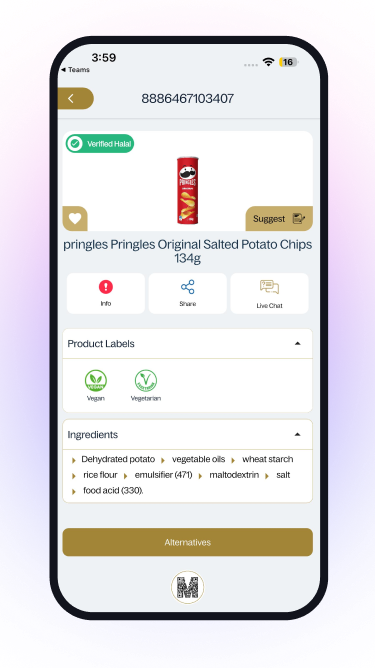 3:59
◀ Teams
16
8886467103407
Verified Halal
PRINGLES
Suggest
pringles Pringles Original Salted Potato Chips
134g
Info
Share
Live Chat
Product Labels
VEGAN
Vegan
Vegetarian
Ingredients
Dehydrated potato
vegetable oils
wheat starch
rice flour
emulsifier (471)
maltodextrin
salt
food acid (330).
Alternatives